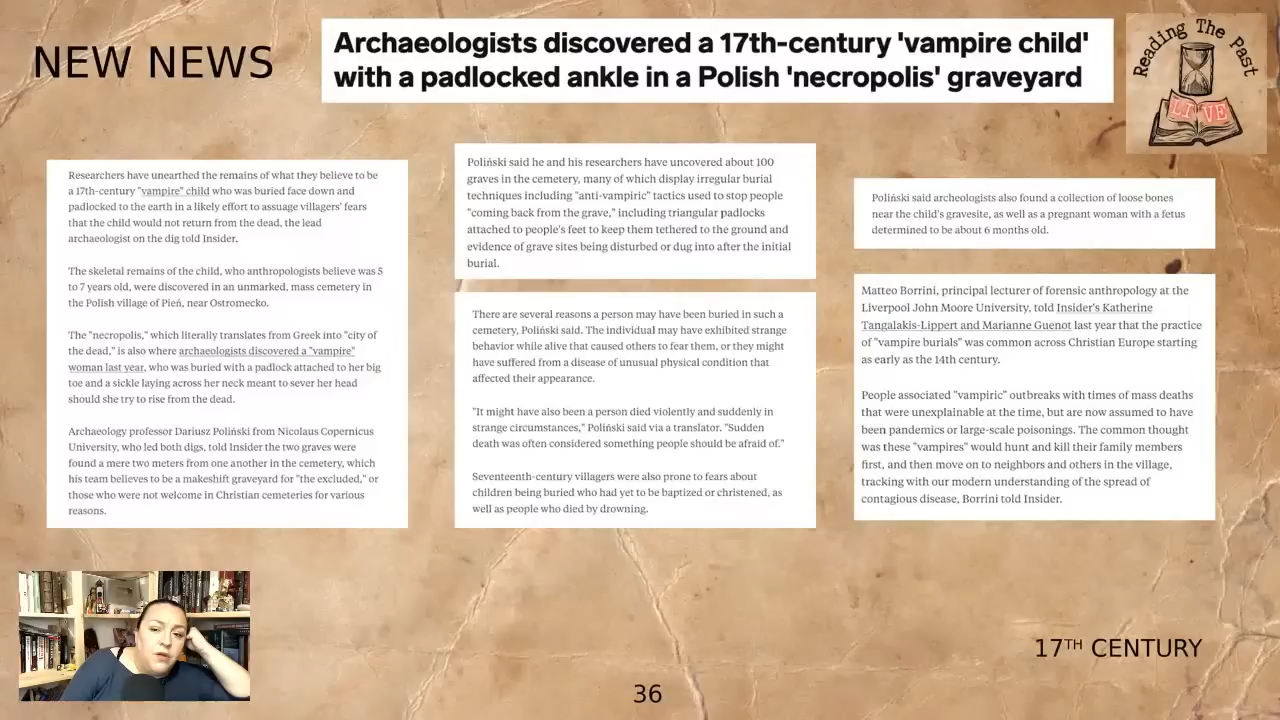 NEW NEWS
Archaeologists discovered a 17th-century 'vampire child'
with a padlocked ankle in a Polish 'necropolis' graveyard
Reading The Past
LIVE
Researchers have unearthed the remains of what they believe to be
a 17th-century "vampire" child who was buried face down and
padlocked to the earth in a likely effort to assuage villagers' fears
that the child would not return from the dead, the lead
archaeologist on the dig told Insider.
The skeletal remains of the child, who anthropologists believe was 5
to 7 years old, were discovered in an unmarked, mass cemetery in
the Polish village of Pień, near Ostromecko.
The "necropolis," which literally translates from Greek into "city of
the dead," is also where archaeologists discovered a "vampire"
woman last year, who was buried with a padlock attached to her big
toe and a sickle laying across her neck meant to sever her head
should she try to rise from the dead.
Archaeology professor Dariusz Poliński from Nicolaus Copernicus
University, who led both digs, told Insider the two graves were
found a mere two meters from one another in the cemetery, which
his team believes to be a makeshift graveyard for "the excluded," or
those who were not welcome in Christian cemeteries for various
reasons.
Poliński said he and his researchers have uncovered about 100
graves in the cemetery, many of which display irregular burial
techniques including "anti-vampiric" tactics used to stop people
"coming back from the grave," including triangular padlocks
attached to people's feet to keep them tethered to the ground and
evidence of grave sites being disturbed or dug into after the initial
burial.
There are several reasons a person may have been buried in such a
cemetery, Poliński said. The individual may have exhibited strange
behavior while alive that caused others to fear them, or they might
have suffered from a disease of unusual physical condition that
affected their appearance.
"It might have also been a person died violently and suddenly in
strange circumstances," Poliński said via a translator. "Sudden
death was often considered something people should be afraid of."
Seventeenth-century villagers were also prone to fears about
children being buried who had yet to be baptized or christened, as
well as people who died by drowning.
Poliński said archeologists also found a collection of loose bones
near the child's gravesite, as well as a pregnant woman with a fetus
determined to be about 6 months old.
Matteo Borrini, principal lecturer of forensic anthropology at the
Liverpool John Moore University, told Insider's Katherine
Tangalakis-Lippert and Marianne Guenot last year that the practice
of "vampire burials" was common across Christian Europe starting
as early as the 14th century.
People associated "vampiric" outbreaks with times of mass deaths
that were unexplainable at the time, but are now assumed to have
been pandemics or large-scale poisonings. The common thought
was these "vampires" would hunt and kill their family members
first, and then move on to neighbors and others in the village,
tracking with our modern understanding of the spread of
contagious disease, Borrini told Insider.
17TH CENTURY
36